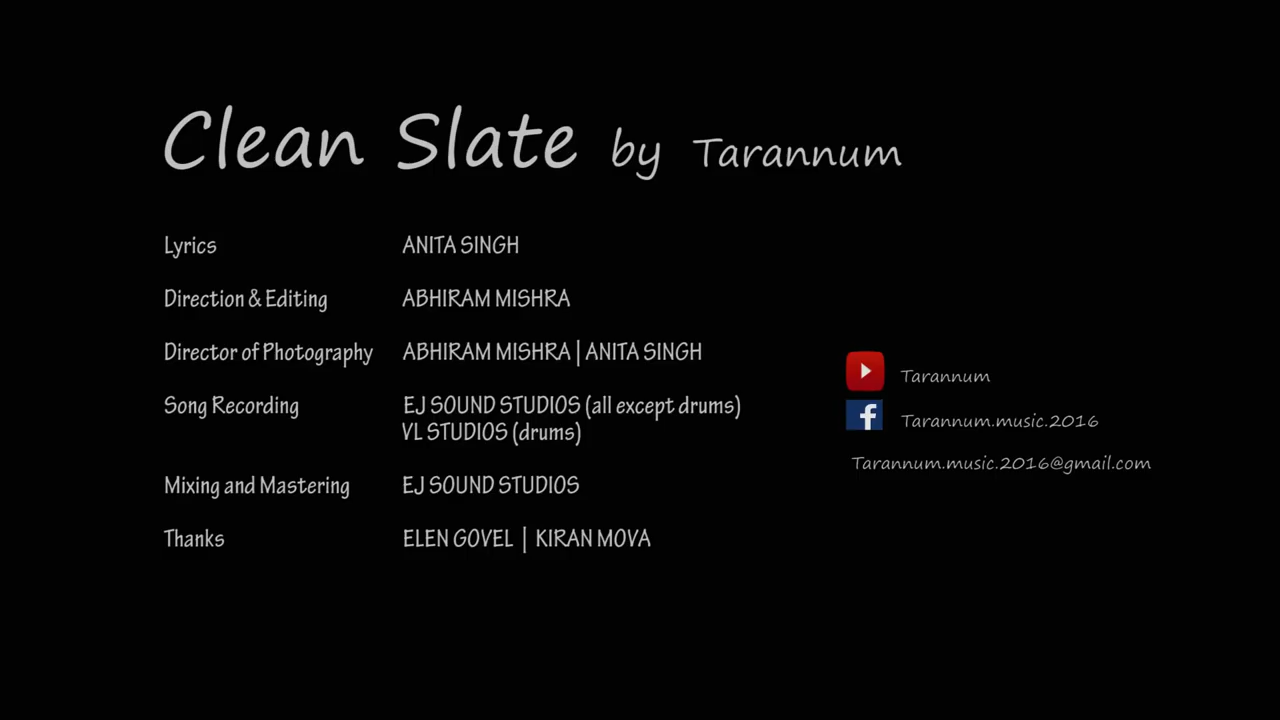 Clean Slate by Tarannum
Lyrics ANITA SINGH
Direction & Editing ABHIRAM MISHRA
Director of Photography ABHIRAM MISHRA | ANITA SINGH
Song Recording EJ SOUND STUDIOS (all except drums)
VL STUDIOS (drums)
Mixing and Mastering EJ SOUND STUDIOS
Thanks ELEN GOVEL | KIRAN MOVA
Tarannum
f Tarannum.music.2016
Tarannum.music.2016@gmail.com